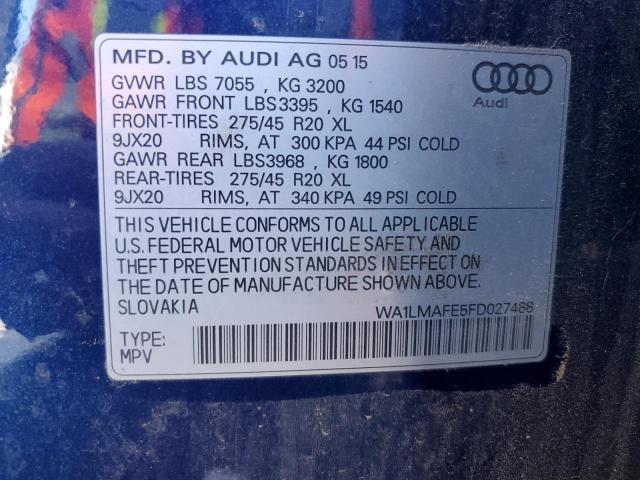 MFD. BY AUDI AG 05 15
GVWR LBS 7055 , KG 3200
GAWR FRONT LBS3395 , KG 1540
FRONT-TIRES 275/45 R20 XL
9JX20 RIMS, AT 300 KPA 44 PSI COLD
GAWR REAR LBS3968 , KG 1800
REAR-TIRES 275/45 R20 XL
9JX20 RIMS, AT 340 KPA 49 PSI COLD
Audi
THIS VEHICLE CONFORMS TO ALL APPLICABLE
U.S. FEDERAL MOTOR VEHICLE SAFETY AND
THEFT PREVENTION STANDARDS IN EFFECT ON
THE DATE OF MANUFACTURE SHOWN ABOVE.
SLOVAKIA WA1LMAFE5FD027488
TYPE:
MPV